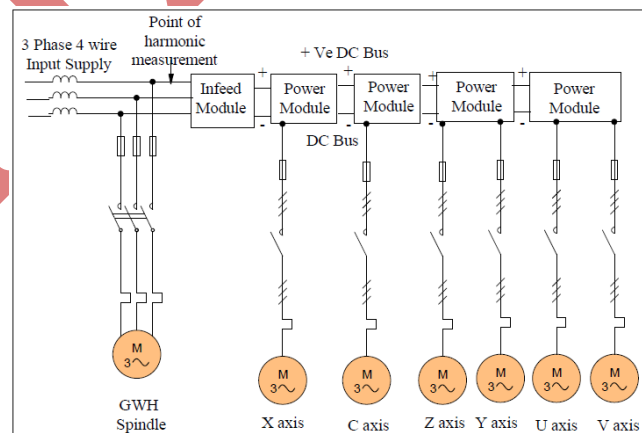 3 Phase 4 wire
Input Supply
Point of
harmonic
measurement
+ Ve DC Bus
Infeed
Module
+
-
Power
Module
+
-
Power
Module
+
-
Power
Module
+
-
Power
Module
DC Bus
M
3
GWH
Spindle
M
3
X axis
M
3
C axis
M
3
Z axis
M
3
Y axis
M
3
U axis
M
3
V axis